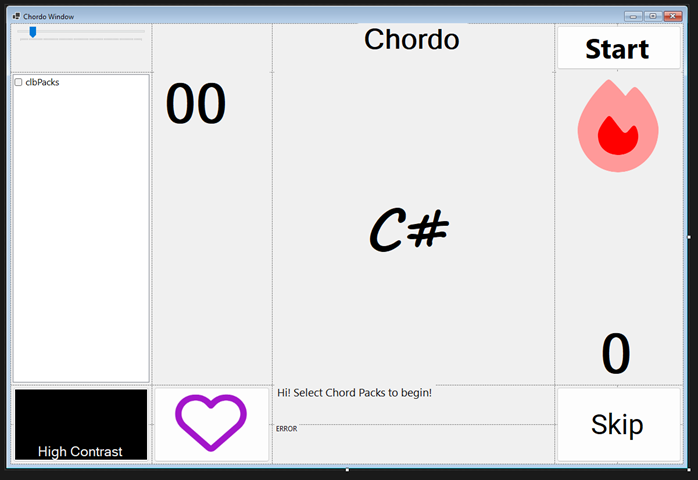 Chordo Window
Chordo
Start
clbPacks
00
C#
0
Hi! Select Chord Packs to begin!
ERROR
High Contrast
Skip